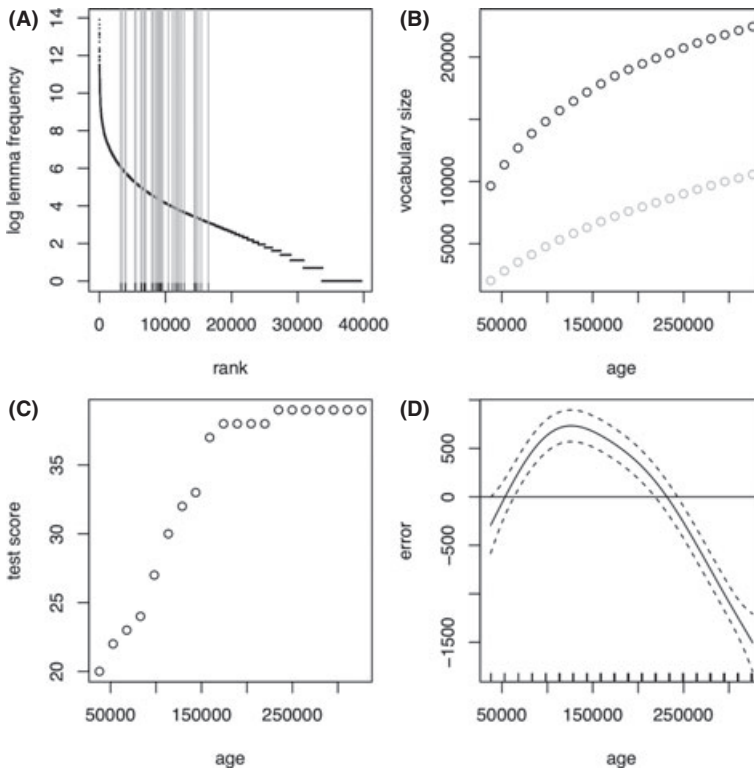 (A)
log lemma frequency
14
12
10
8
6
4
2
0
0 10000 20000 30000 40000
rank
(B)
vocabulary size
20000
10000
5000
50000 150000 250000
age
(C)
test score
35
30
25
20
50000 150000 250000
age
(D)
error
500
0
−500
−1500
50000 150000 250000
age